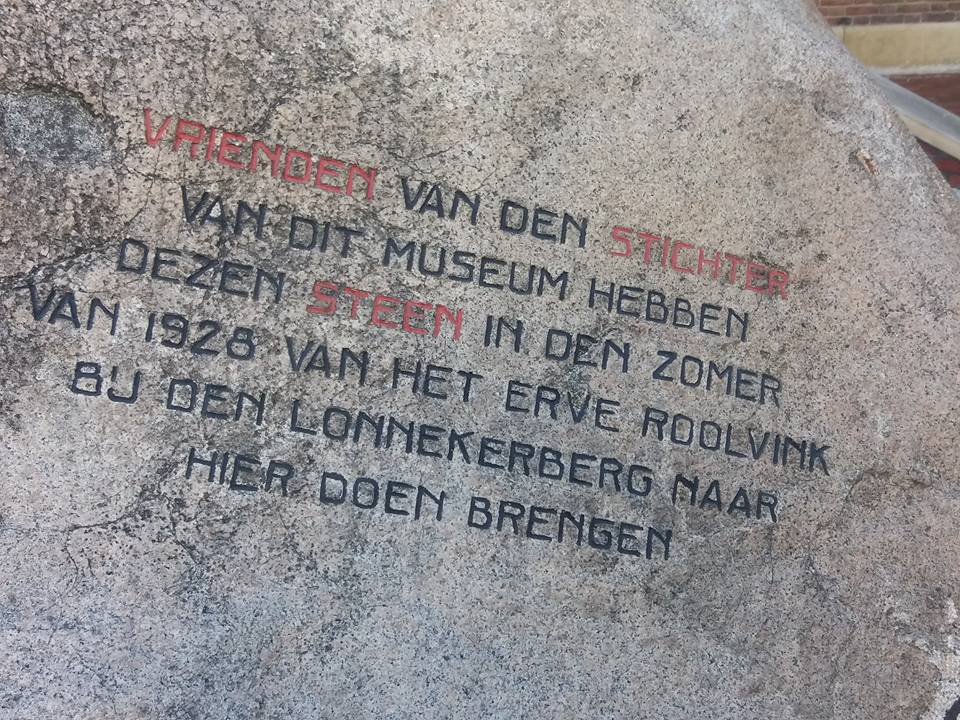 VRIENDEN VAN DEN STICHTER
VAN DIT MUSEUM HEBBEN
DEZEN STEEN IN DEN ZOMER
VAN 1928 VAN HET ERVE ROOLVINK
BIJ DEN LONNEKERBERG NAAR
HIER DOEN BRENGEN